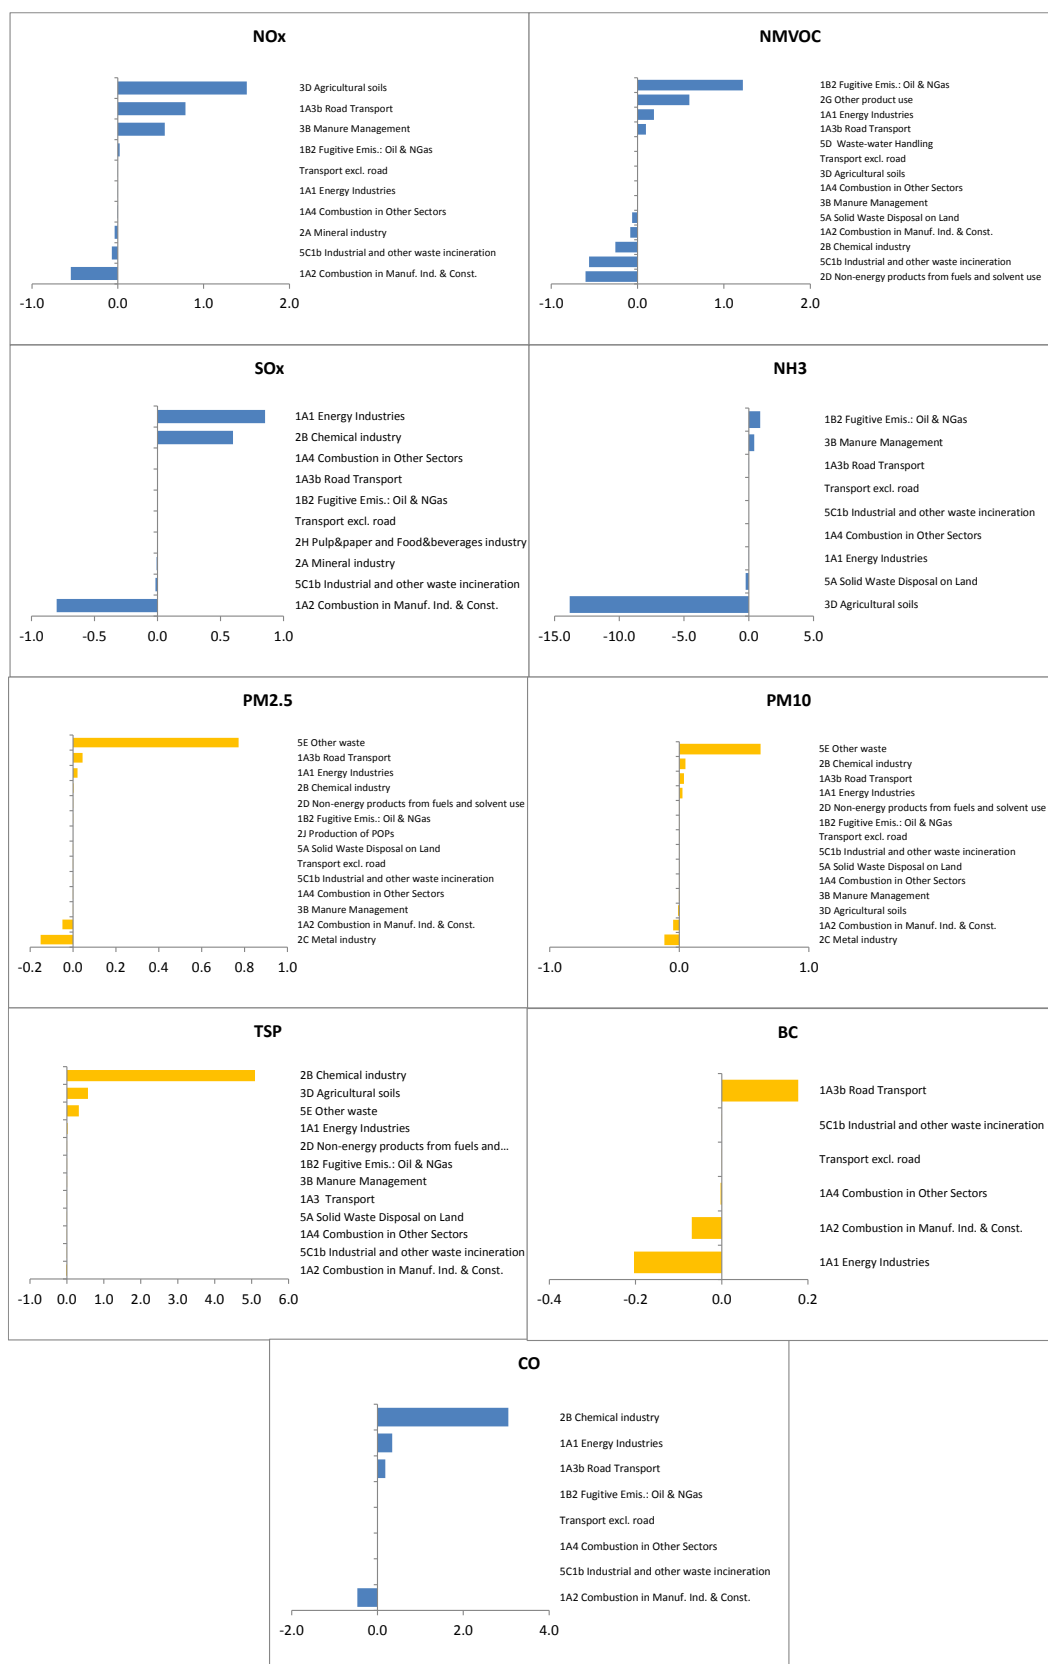 NOx
3D Agricultural soils
1A3b Road Transport
3B Manure Management
1B2 Fugitive Emis.: Oil & NGas
Transport excl. road
1A1 Energy Industries
1A4 Combustion in Other Sectors
2A Mineral industry
5C1b Industrial and other waste incineration
1A2 Combustion in Manuf. Ind. & Const.
-1.0 0.0 1.0 2.0
NMVOC
1B2 Fugitive Emis.: Oil & NGas
2G Other product use
1A1 Energy Industries
1A3b Road Transport
5D Waste-water Handling
Transport excl. road
3D Agricultural soils
1A4 Combustion in Other Sectors
3B Manure Management
5A Solid Waste Disposal on Land
1A2 Combustion in Manuf. Ind. & Const.
2B Chemical industry
5C1b Industrial and other waste incineration
2D Non-energy products from fuels and solvent use
-1.0 0.0 1.0 2.0
SOx
1A1 Energy Industries
2B Chemical industry
1A4 Combustion in Other Sectors
1A3b Road Transport
1B2 Fugitive Emis.: Oil & NGas
Transport excl. road
2H Pulp&paper and Food&beverages industry
2A Mineral industry
5C1b Industrial and other waste incineration
1A2 Combustion in Manuf. Ind. & Const.
-1.0 -0.5 0.0 0.5 1.0
NH3
1B2 Fugitive Emis.: Oil & NGas
3B Manure Management
1A3b Road Transport
Transport excl. road
5C1b Industrial and other waste incineration
1A4 Combustion in Other Sectors
1A1 Energy Industries
5A Solid Waste Disposal on Land
3D Agricultural soils
-15.0 -10.0 -5.0 0.0 5.0
PM2.5
5E Other waste
1A3b Road Transport
1A1 Energy Industries
2B Chemical industry
2D Non-energy products from fuels and solvent use
1B2 Fugitive Emis.: Oil & NGas
2J Production of POPs
5A Solid Waste Disposal on Land
Transport excl. road
5C1b Industrial and other waste incineration
1A4 Combustion in Other Sectors
3B Manure Management
1A2 Combustion in Manuf. Ind. & Const.
2C Metal industry
-0.2 0.0 0.2 0.4 0.6 0.8 1.0
PM10
5E Other waste
2B Chemical industry
1A3b Road Transport
1A1 Energy Industries
2D Non-energy products from fuels and solvent use
1B2 Fugitive Emis.: Oil & NGas
Transport excl. road
5C1b Industrial and other waste incineration
5A Solid Waste Disposal on Land
1A4 Combustion in Other Sectors
3B Manure Management
3D Agricultural soils
1A2 Combustion in Manuf. Ind. & Const.
2C Metal industry
-1.0 0.0 1.0
TSP
2B Chemical industry
3D Agricultural soils
5E Other waste
1A1 Energy Industries
2D Non-energy products from fuels and...
1B2 Fugitive Emis.: Oil & NGas
3B Manure Management
1A3 Transport
5A Solid Waste Disposal on Land
1A4 Combustion in Other Sectors
5C1b Industrial and other waste incineration
1A2 Combustion in Manuf. Ind. & Const.
-1.0 0.0 1.0 2.0 3.0 4.0 5.0 6.0
BC
1A3b Road Transport
5C1b Industrial and other waste incineration
Transport excl. road
1A4 Combustion in Other Sectors
1A2 Combustion in Manuf. Ind. & Const.
1A1 Energy Industries
-0.4 -0.2 0.0 0.2
CO
2B Chemical industry
1A1 Energy Industries
1A3b Road Transport
1B2 Fugitive Emis.: Oil & NGas
Transport excl. road
1A4 Combustion in Other Sectors
5C1b Industrial and other waste incineration
1A2 Combustion in Manuf. Ind. & Const.
-2.0 0.0 2.0 4.0